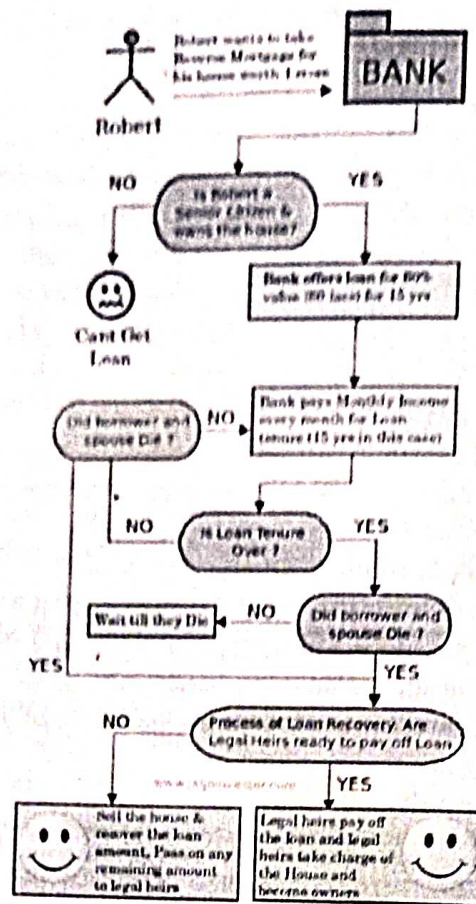 Robert wants to take
Reverse Mortgage for
his house worth
BANK
Robert
NO
YES
Is Robert a
Senior Citizen &
the house?
Bank offers loan for
value for 15 yrs
Cant Get
Loan
Bank pays Monthly Income
every month for Loan
tenure (15 yrs in this case)
Did borrower and
spouse Die ?
NO
NO
Is Loan Tenure
Over ?
YES
Wait till they Die
NO
Did borrower and
spouse Die ?
YES
YES
NO
Process of Loan Recovery, Are
Legal Heirs ready to pay off Loan
YES
Sell the house &
recover the loan
amount, Pass on any
remaining amount
to legal heirs
Legal heirs pay off
the loan and legal
heirs take charge of
the House and
become owners